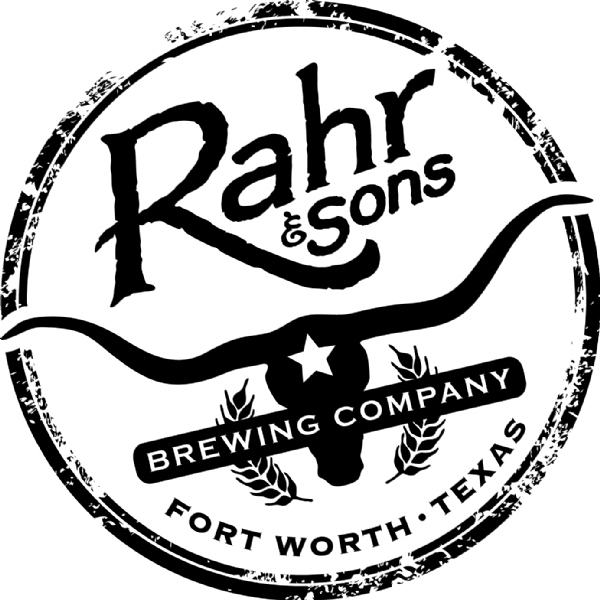 Rahr
& Sons
BREWING COMPANY
FORT WORTH • TEXAS